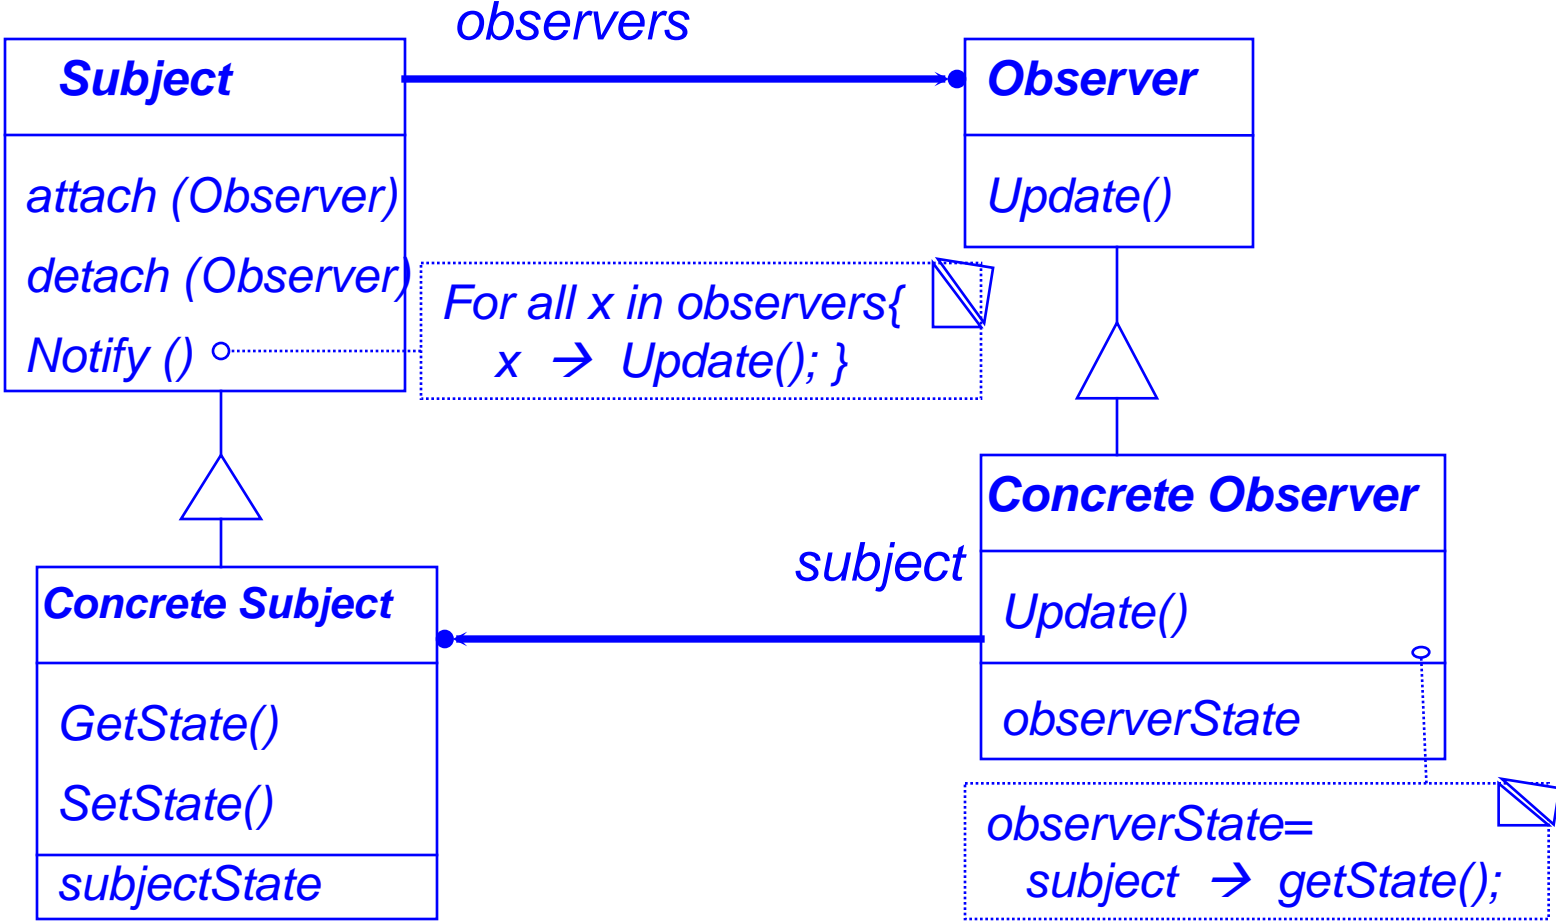 observers
Subject
attach (Observer)
detach (Observer)
Notify ()
For all x in observers{
x → Update(); }
Observer
Update()
Concrete Subject
GetState()
SetState()
subjectState
subject
Concrete Observer
Update()
observerState
observerState=
subject → getState();